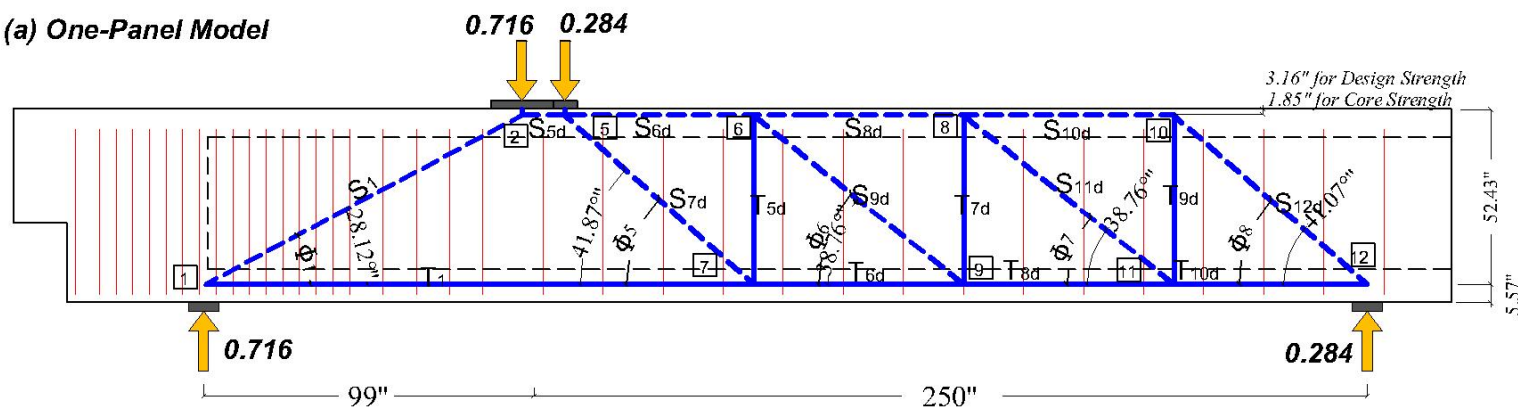 (a) One-Panel Model
0.716 0.284
3.16" for Design Strength
1.85" for Core Strength
2 S5d 5 S6d 6 S8d 8 S10d 10
S1 28.12° Φ1
S7d 41.87° Φ5
T5d
S9d 38.76° Φ6
T7d
S11d 38.76° Φ7
T9d
S12d 41.07° Φ8
52.43"
1 T1 7 T6d 9 T8d 11 T10d 12
5.57"
0.716 0.284
99" 250"